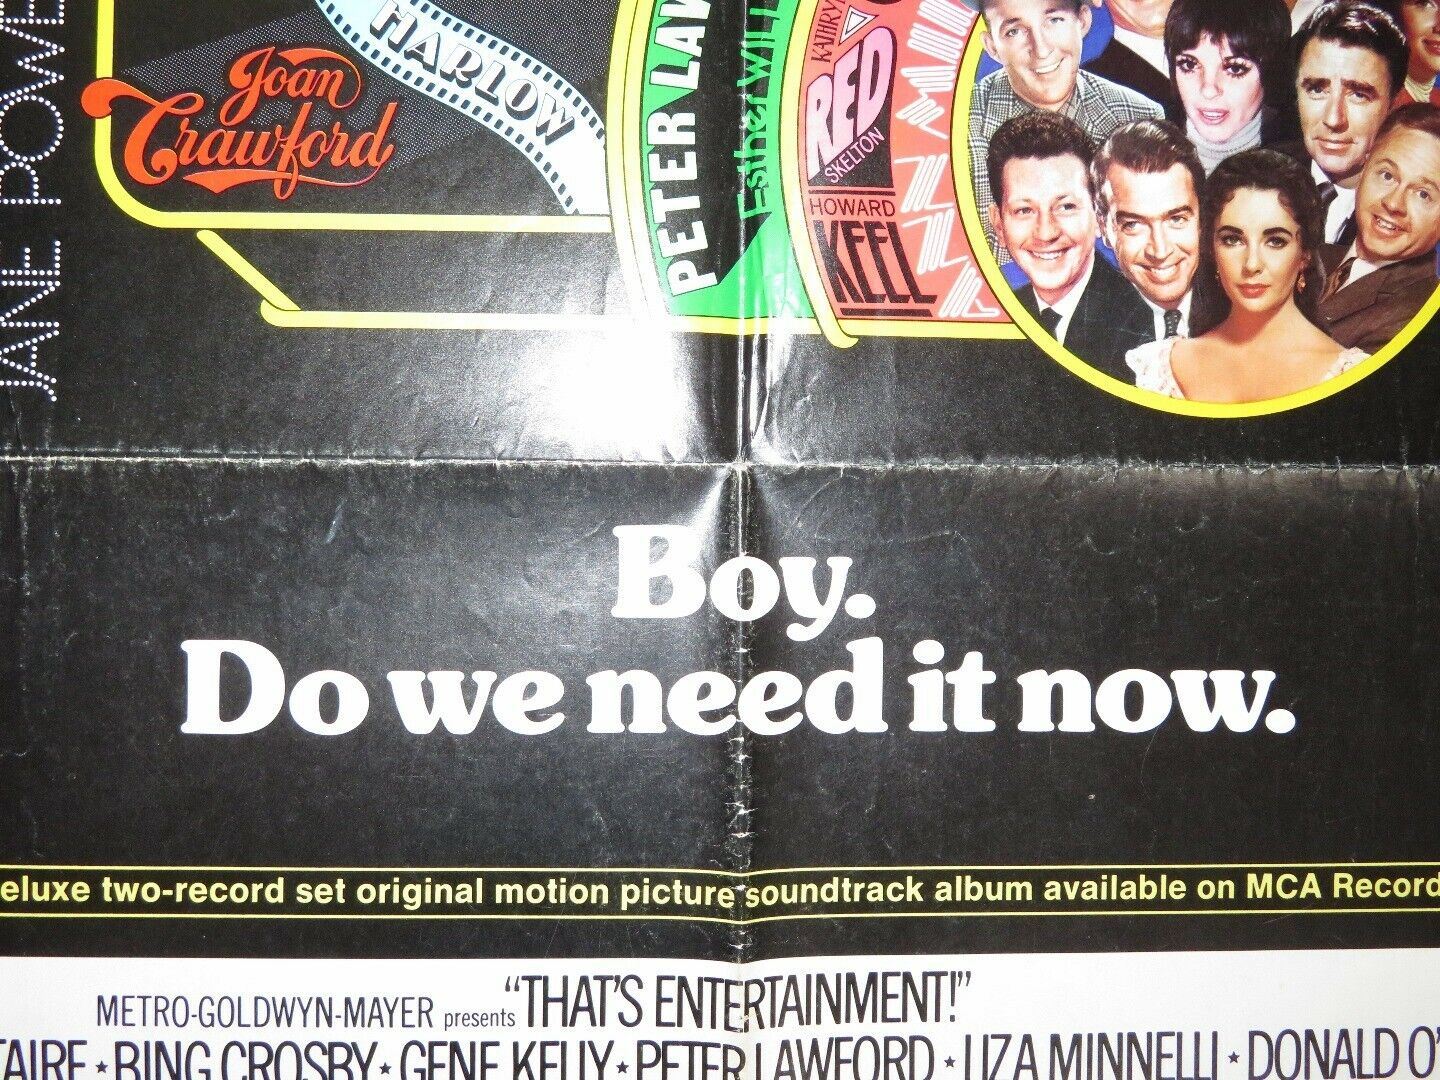 JANE POWE
HARLOW
Joan
Crawford
PETER LAW
Esther WILL
KATHRY
RED
SKELTON
HOWARD
KEEL
Boy.
Do we need it now.
eluxe two-record set original motion picture soundtrack album available on MCA Record
METRO-GOLDWYN-MAYER presents "THAT'S ENTERTAINMENT!"
TAIRE ★ BING CROSBY ★ GENE KELLY ★ PETER LAWFORD ★ LIZA MINNELLI ★ DONALD O'